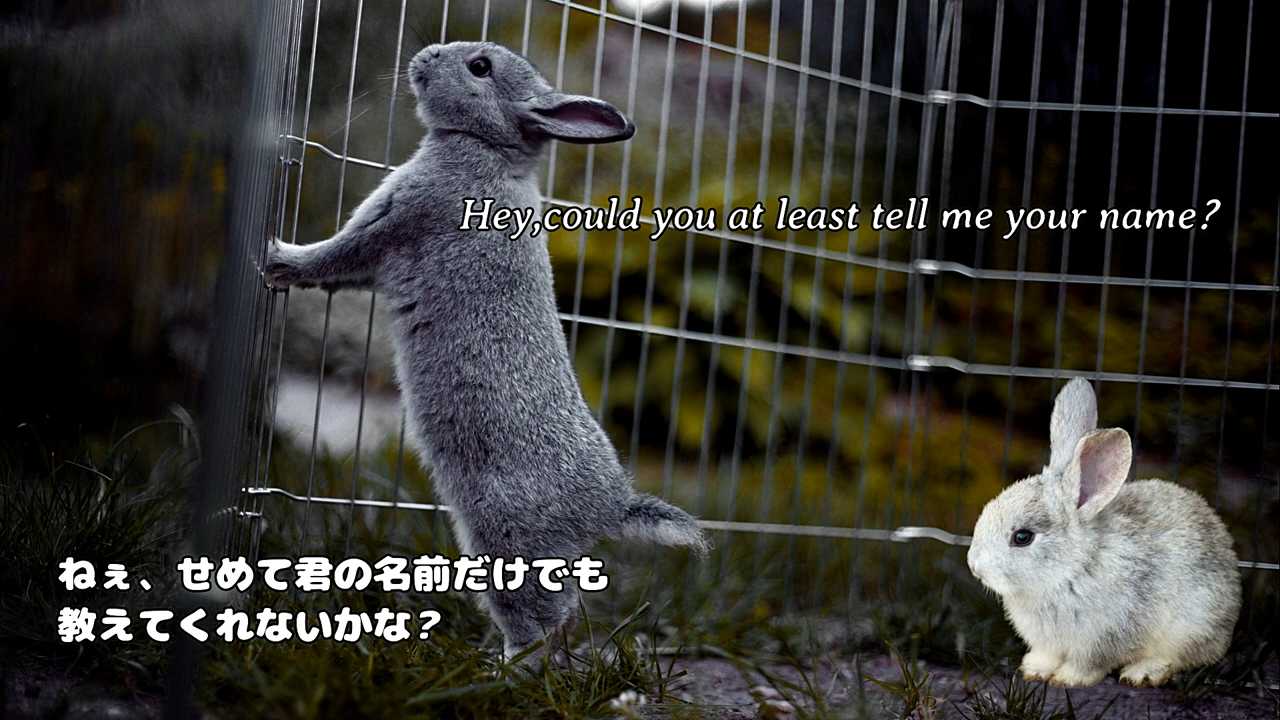 Hey,could you at least tell me your name?
ねぇ、せめて君の名前だけでも
教えてくれないかな？